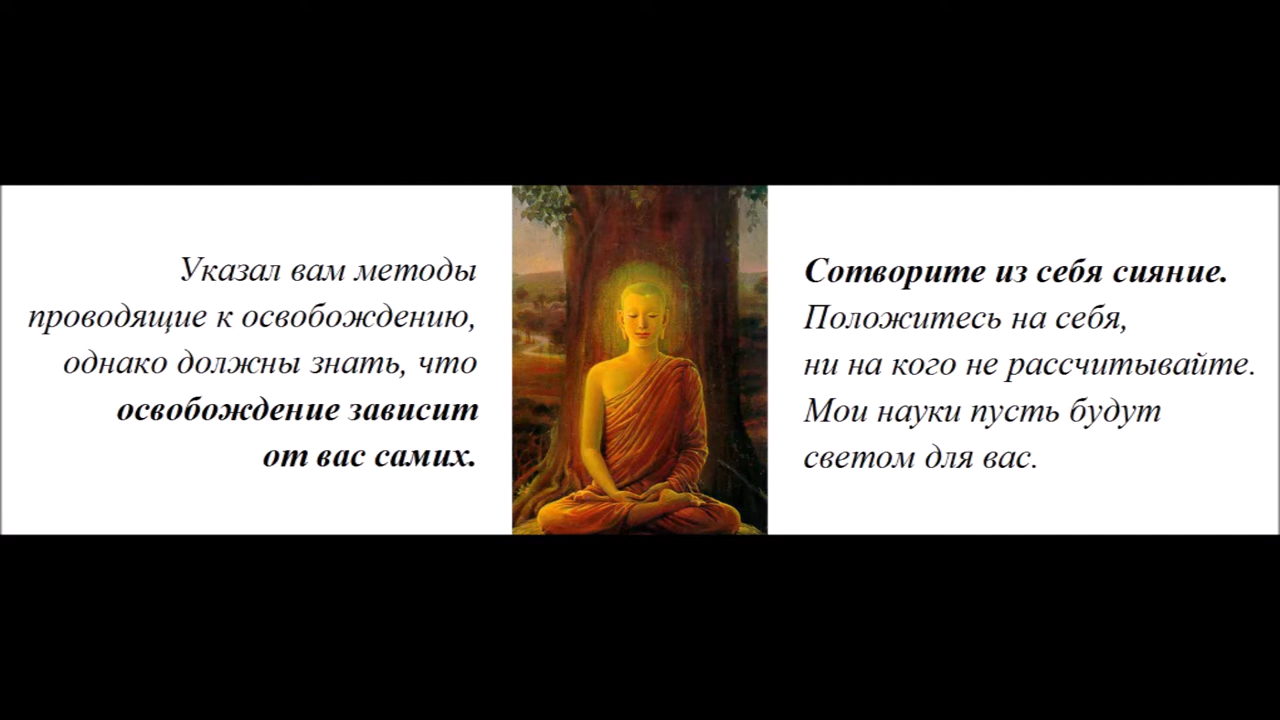 Указал вам методы
проводящие к освобождению,
однако должны знать, что
освобождение зависит
от вас самих.
Сотворите из себя сияние.
Положитесь на себя,
ни на кого не рассчитывайте.
Мои науки пусть будут
светом для вас.